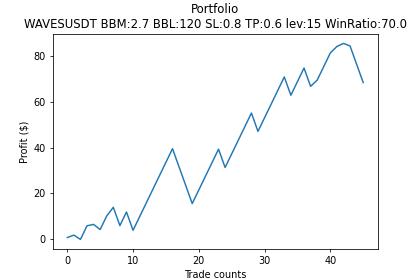 Portfolio
WAVESUSDT BBM:2.7 BBL:120 SL:0.8 TP:0.6 lev:15 WinRatio:70.0
80
60
40
20
0
Profit ($)
0
10
20
30
40
Trade counts